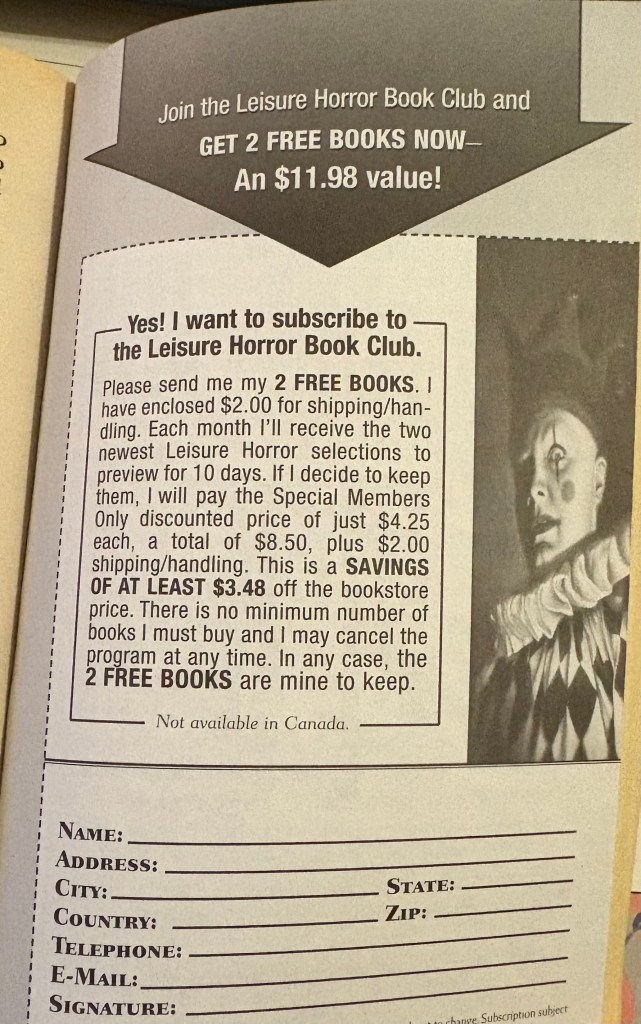 Join the Leisure Horror Book Club and
GET 2 FREE BOOKS NOW—
An $11.98 value!
Yes! I want to subscribe to
the Leisure Horror Book Club.
Please send me my 2 FREE BOOKS. I
have enclosed $2.00 for shipping/han-
dling. Each month I'll receive the two
newest Leisure Horror selections to
preview for 10 days. If I decide to keep
them, I will pay the Special Members
Only discounted price of just $4.25
each, a total of $8.50, plus $2.00
shipping/handling. This is a SAVINGS
OF AT LEAST $3.48 off the bookstore
price. There is no minimum number of
books I must buy and I may cancel the
program at any time. In any case, the
2 FREE BOOKS are mine to keep.
Not available in Canada.
NAME:
ADDRESS:
CITY: STATE:
COUNTRY: ZIP:
TELEPHONE:
E-MAIL:
SIGNATURE:
change. Subscription subject